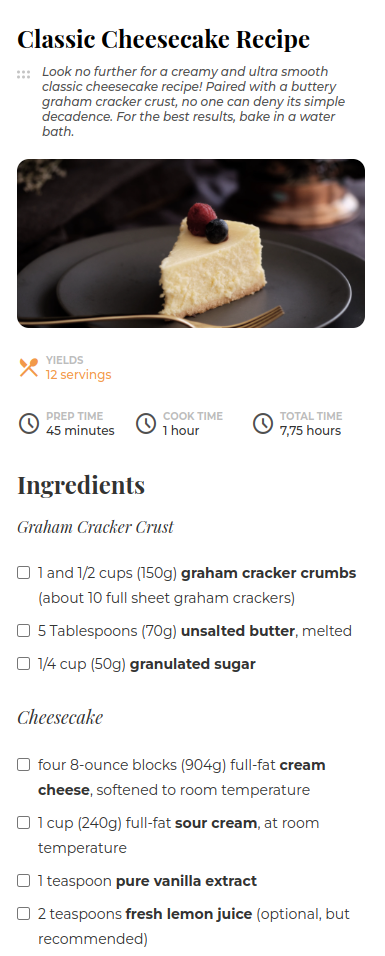 Classic Cheesecake Recipe
Look no further for a creamy and ultra smooth
classic cheesecake recipe! Paired with a buttery
graham cracker crust, no one can deny its simple
decadence. For the best results, bake in a water
bath.
YIELDS
12 servings
PREP TIME
45 minutes
COOK TIME
1 hour
TOTAL TIME
7,75 hours
Ingredients
Graham Cracker Crust
1 and 1/2 cups (150g) graham cracker crumbs
(about 10 full sheet graham crackers)
5 Tablespoons (70g) unsalted butter, melted
1/4 cup (50g) granulated sugar
Cheesecake
four 8-ounce blocks (904g) full-fat cream
cheese, softened to room temperature
1 cup (240g) full-fat sour cream, at room
temperature
1 teaspoon pure vanilla extract
2 teaspoons fresh lemon juice (optional, but
recommended)